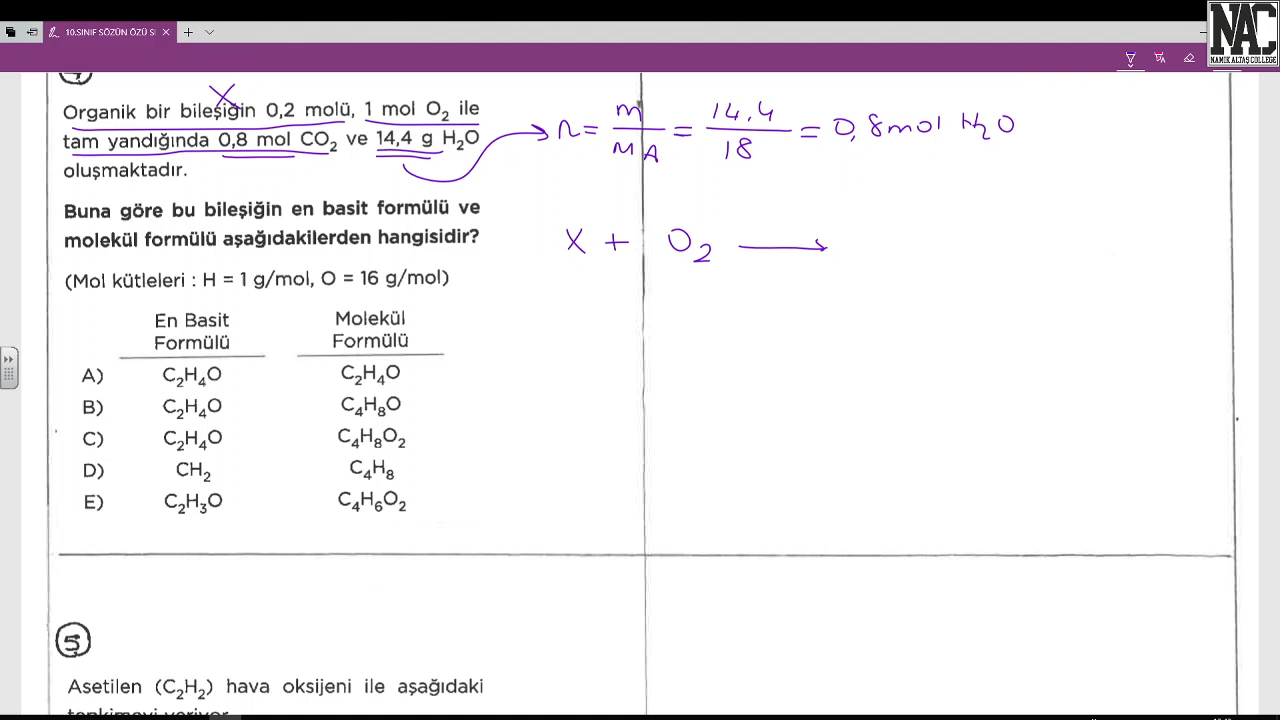 10.SINIF SÖZÜN ÖZÜ S
NAC
NAMIK ALTAŞ COLLEGE
X
Organik bir bileşiğin 0,2 molü, 1 mol O₂ ile
tam yandığında 0,8 mol CO₂ ve 14,4 g H₂O
oluşmaktadır.
n = m / MA = 14,4 / 18 = 0,8 mol H₂O
Buna göre bu bileşiğin en basit formülü ve
molekül formülü aşağıdakilerden hangisidir?
X + O₂ →
(Mol kütleleri : H = 1 g/mol, O = 16 g/mol)
En Basit Formülü Molekül Formülü
A) C₂H₄O C₂H₄O
B) C₂H₄O C₄H₈O
C) C₂H₄O C₄H₈O₂
D) CH₂ C₄H₈
E) C₂H₃O C₄H₆O₂
5
Asetilen (C₂H₂) hava oksijeni ile aşağıdaki